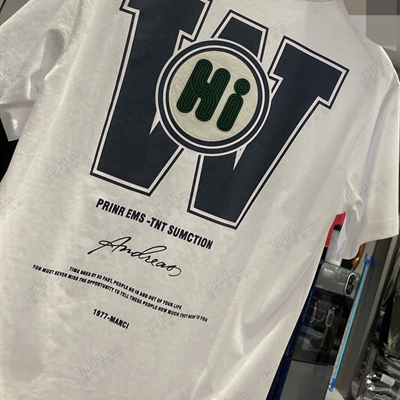 W
Hi
PRINR EMS -TNT SUMCTION
Andreas
TIME GOES BY SO FAST, PEOPLE GO IN AND OUT OF YOUR LIFE
YOU MUST NEVER MISS THE OPPORTUNITY TO TELL THESE PEOPLE HOW MUCH THEY MEAN TO YOU
1977-MANCI